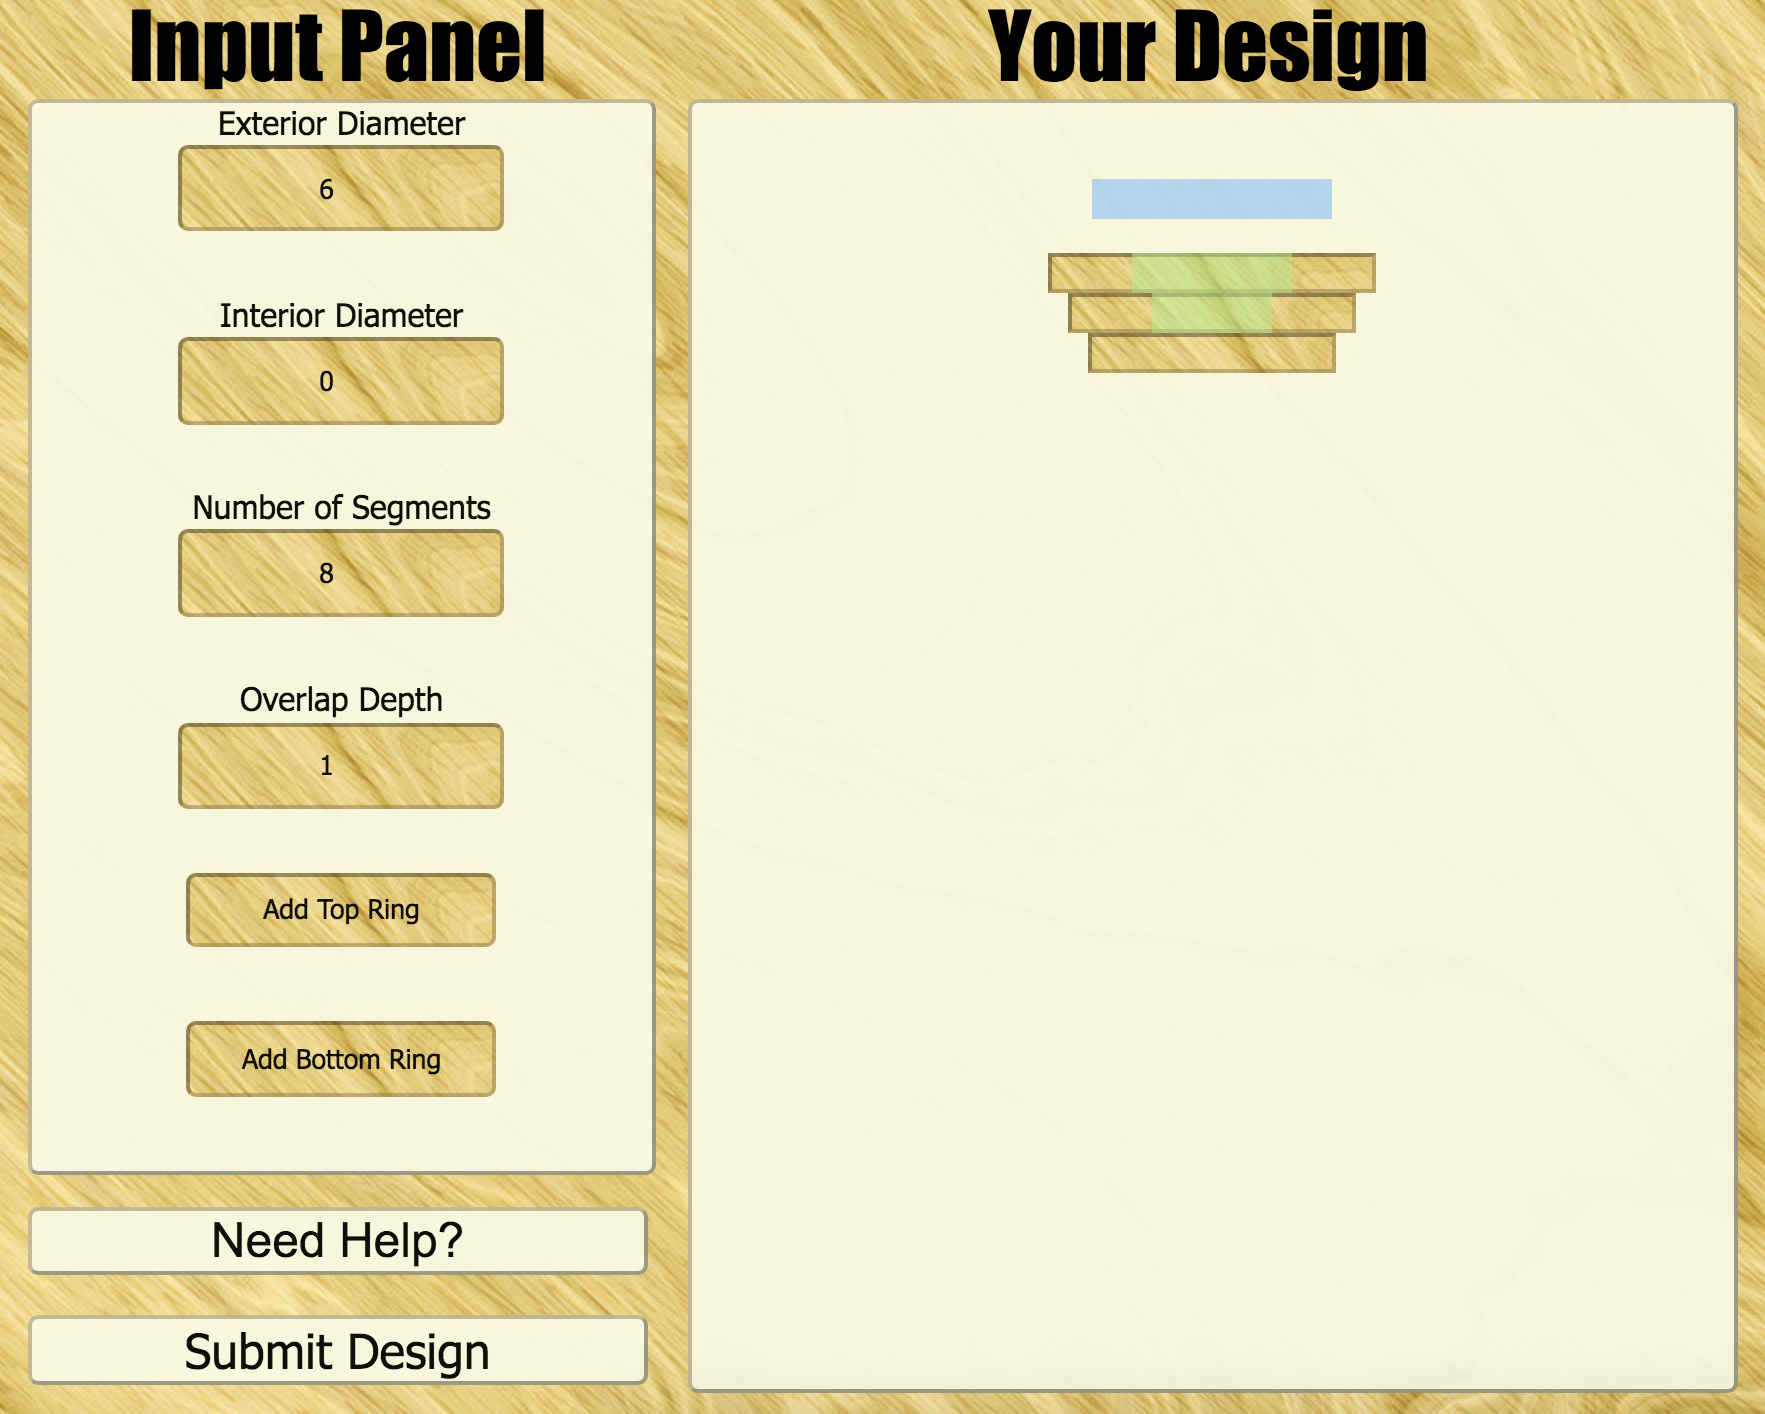 Input Panel
Exterior Diameter
6
Interior Diameter
0
Number of Segments
8
Overlap Depth
1
Add Top Ring
Add Bottom Ring
Need Help?
Submit Design
Your Design